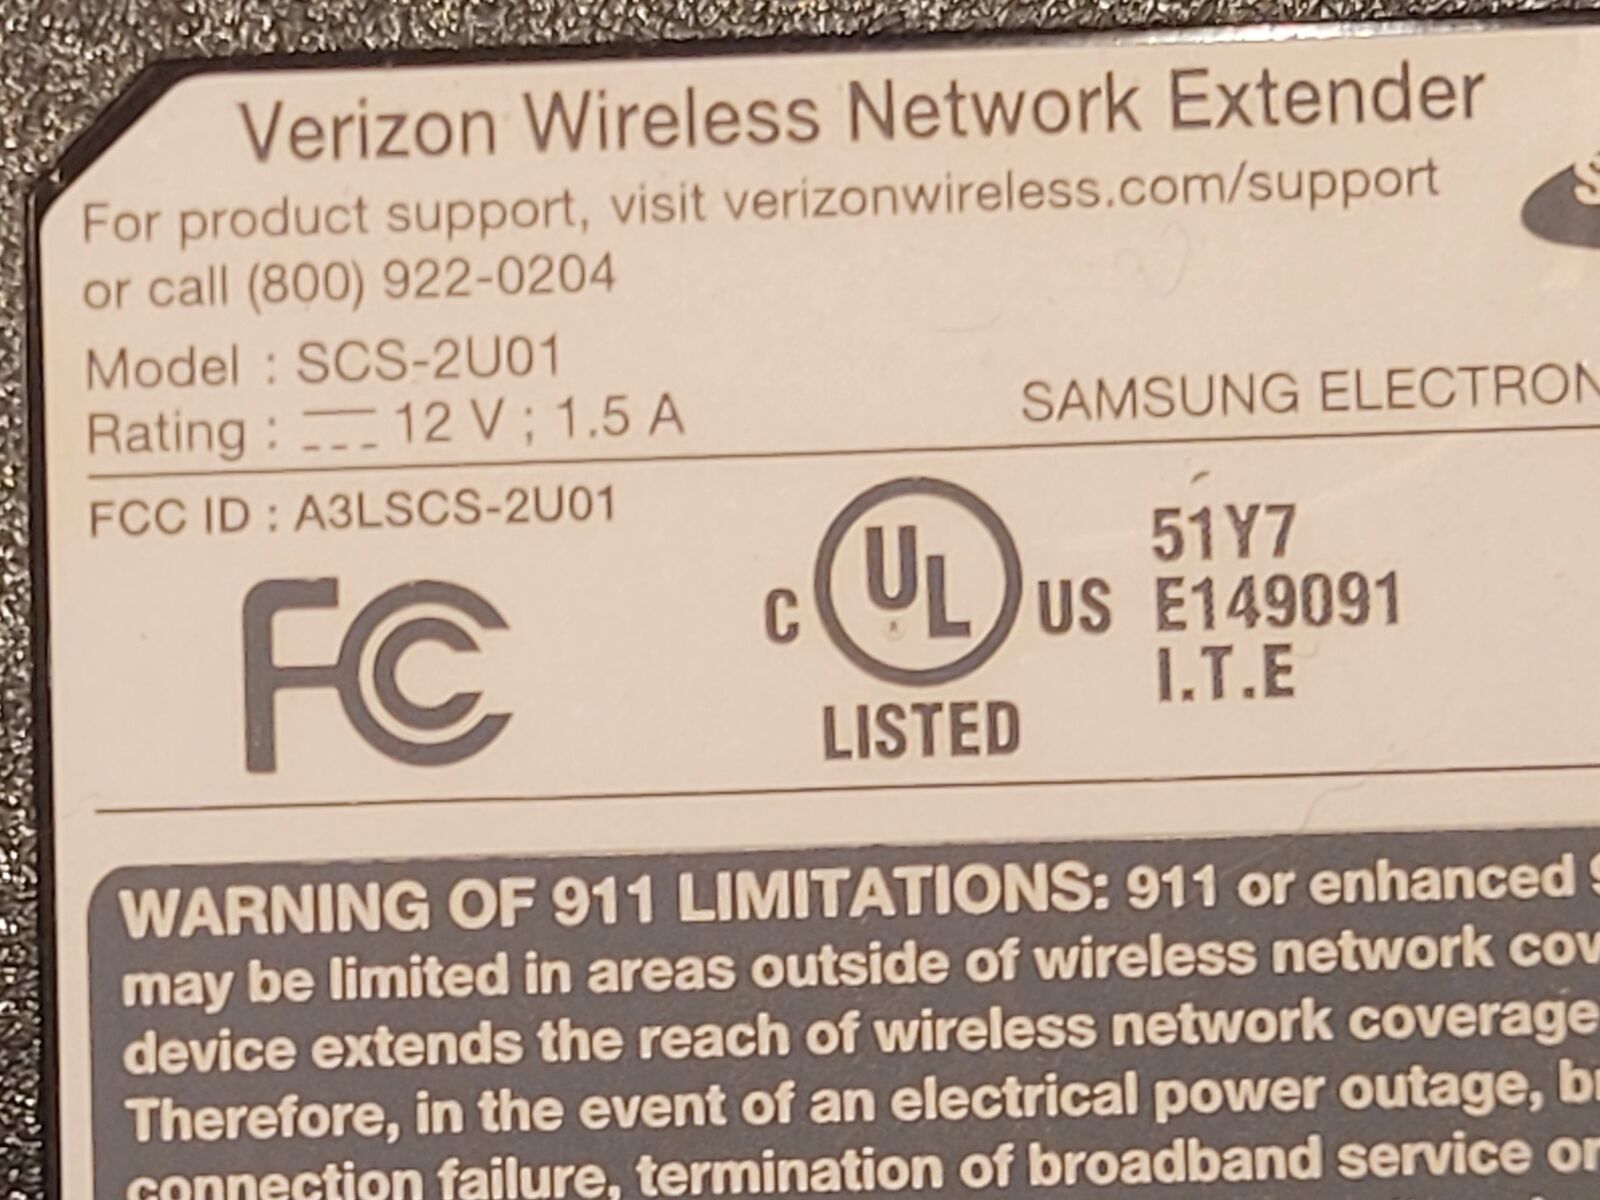 Verizon Wireless Network Extender
For product support, visit verizonwireless.com/support
or call (800) 922-0204
Model : SCS-2U01
Rating : 12 V ; 1.5 A
SAMSUNG ELECTRON
FCC ID : A3LSCS-2U01
FCC
C UL US
LISTED
51Y7
E149091
I.T.E
WARNING OF 911 LIMITATIONS: 911 or enhanced
may be limited in areas outside of wireless network cov
device extends the reach of wireless network coverage
Therefore, in the event of an electrical power outage, br
connection failure, termination of broadband service or